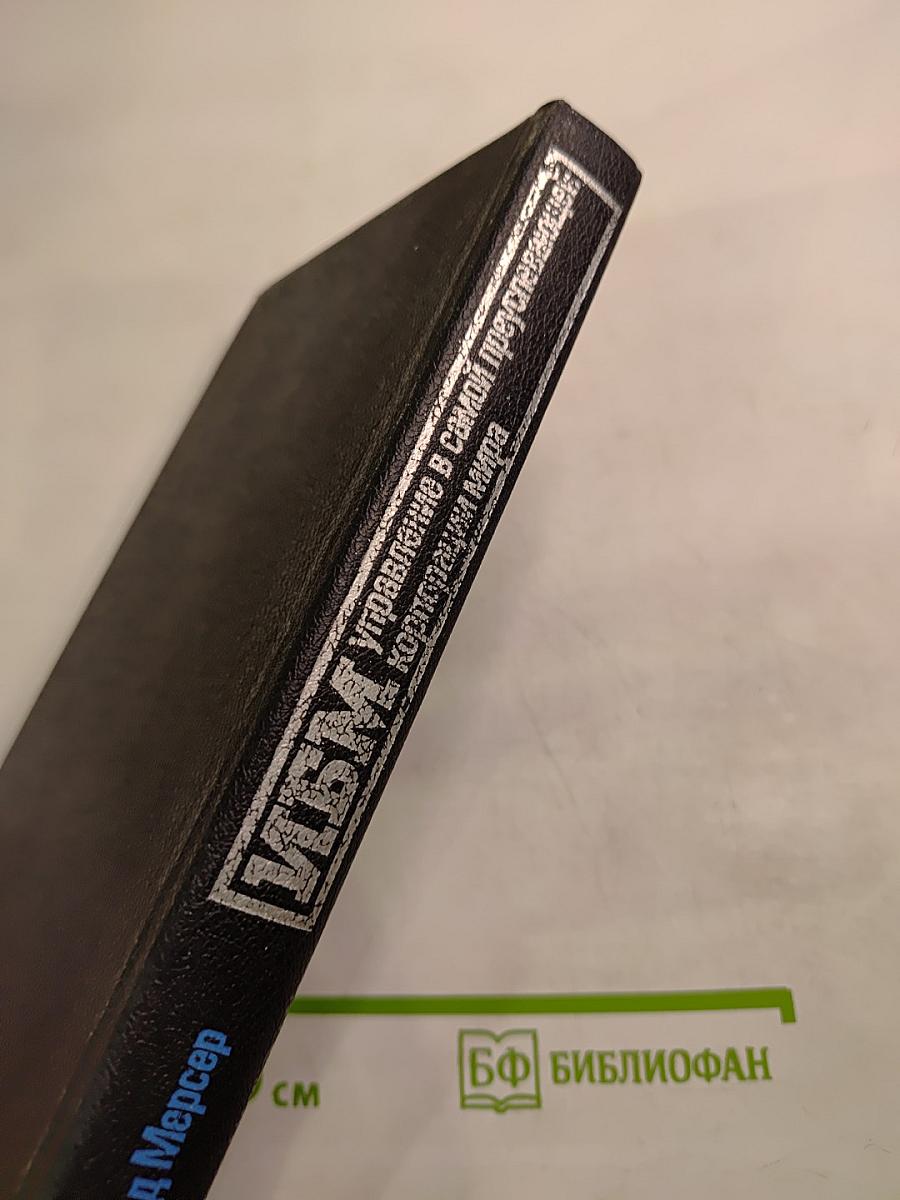 ИБМ
управление в самой преуспевающей
корпорации мира
д Мерсер
см
БФ БИБЛИОФАН